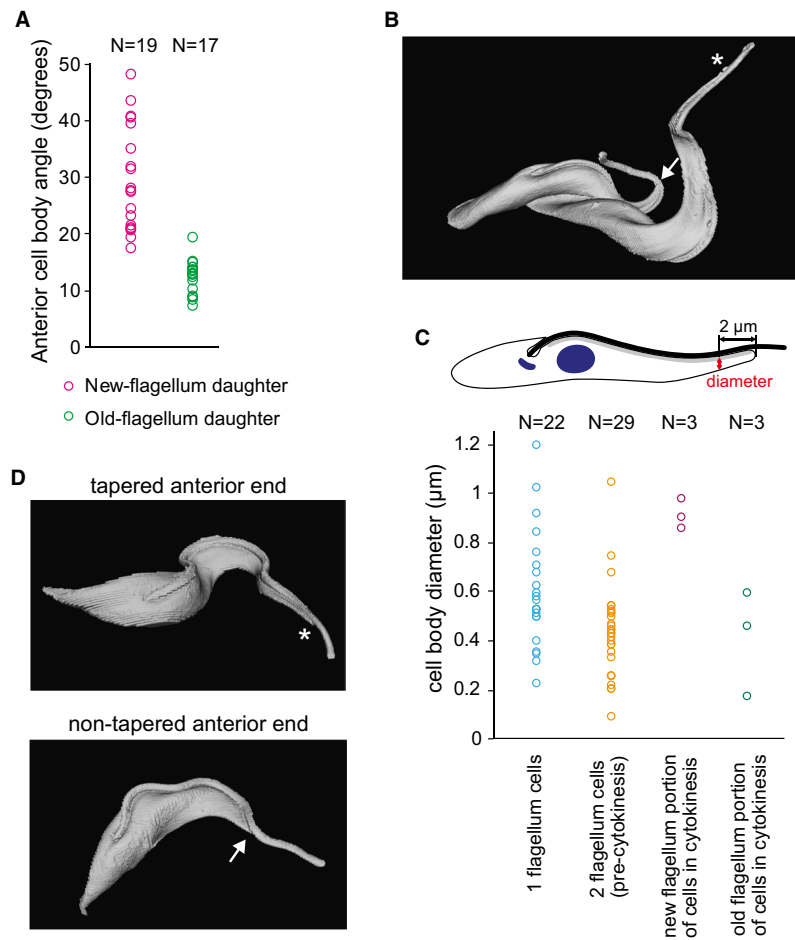 A
N=19 N=17
Anterior cell body angle (degrees)
50
40
30
20
10
0
New-flagellum daughter
Old-flagellum daughter
B
*
C
2 µm
diameter
N=22 N=29 N=3 N=3
cell body diameter (µm)
1.2
1
0.8
0.6
0.4
0.2
0
1 flagellum cells
2 flagellum cells
(pre-cytokinesis)
new flagellum portion
of cells in cytokinesis
old flagellum portion
of cells in cytokinesis
D
tapered anterior end
*
non-tapered anterior end